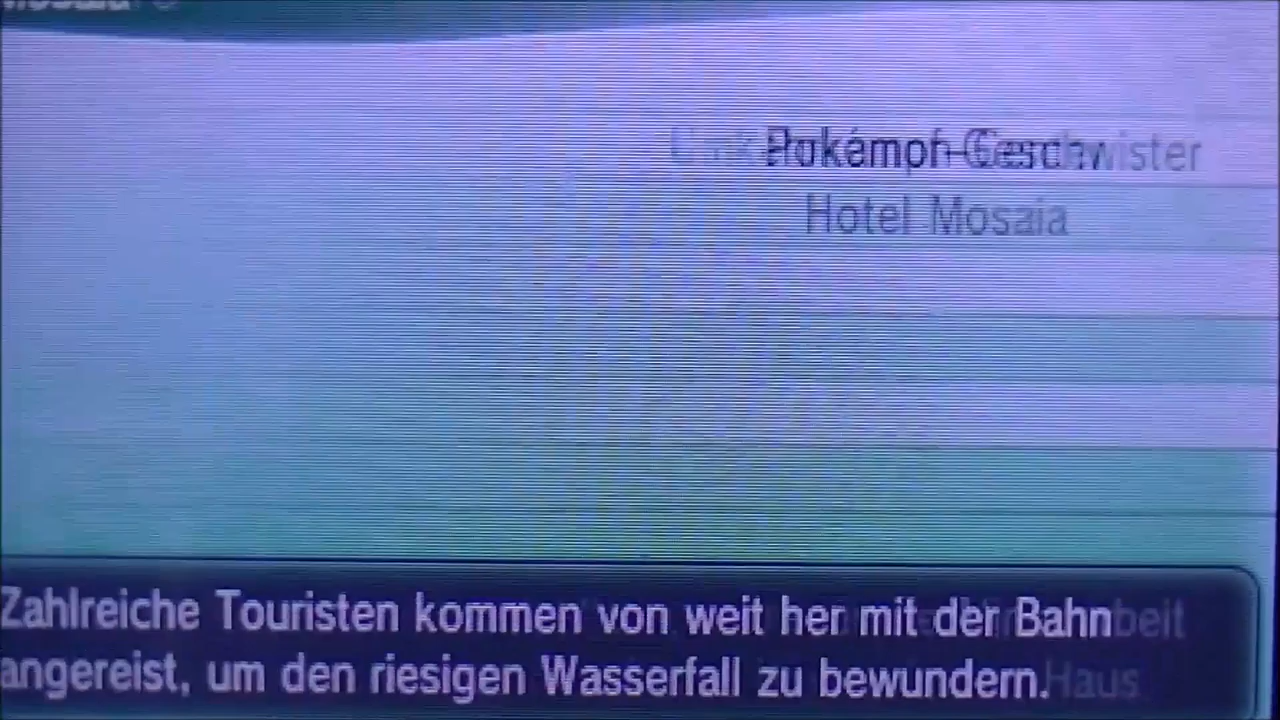 Pokémon-Geschwister
Hotel Mosaia
Zahlreiche Touristen kommen von weit her mit der Bahn
angereist, um den riesigen Wasserfall zu bewundern.